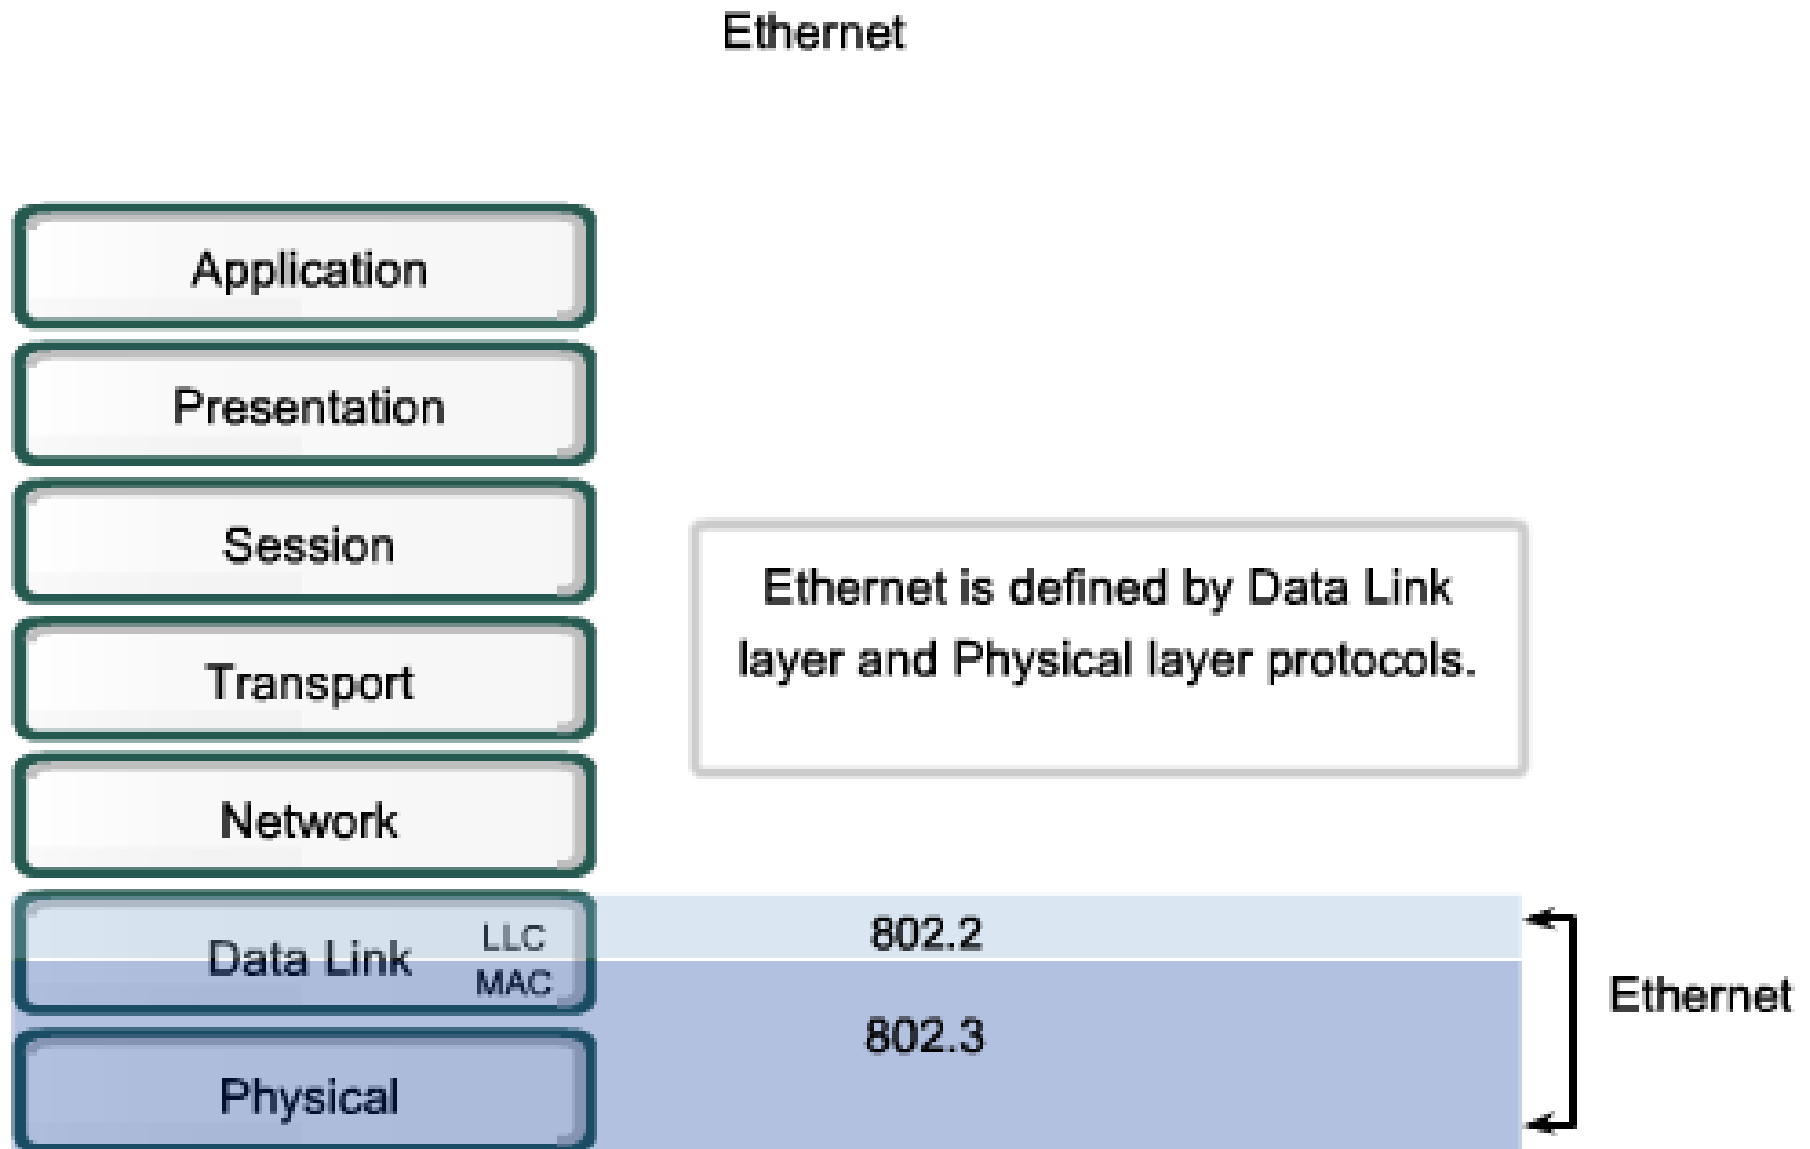 Ethernet
Application
Presentation
Session
Transport
Network
Data Link
LLC
MAC
Physical
Ethernet is defined by Data Link
layer and Physical layer protocols.
802.2
802.3
Ethernet